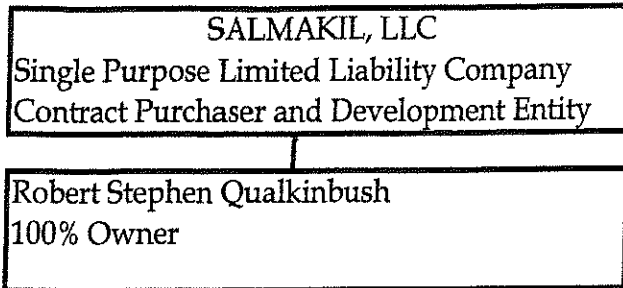 SALMAKIL, LLC
Single Purpose Limited Liability Company
Contract Purchaser and Development Entity
Robert Stephen Qualkinbush
100% Owner